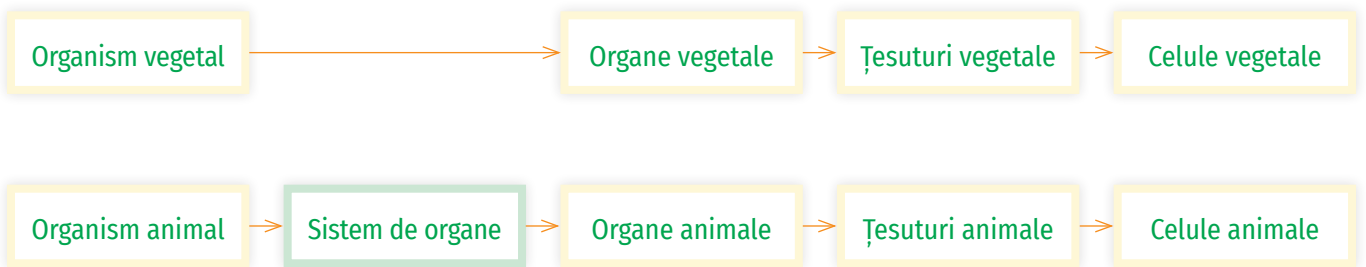 Organism vegetal
Organe vegetale
Țesuturi vegetale
Celule vegetale
Organism animal
Sistem de organe
Organe animale
Țesuturi animale
Celule animale